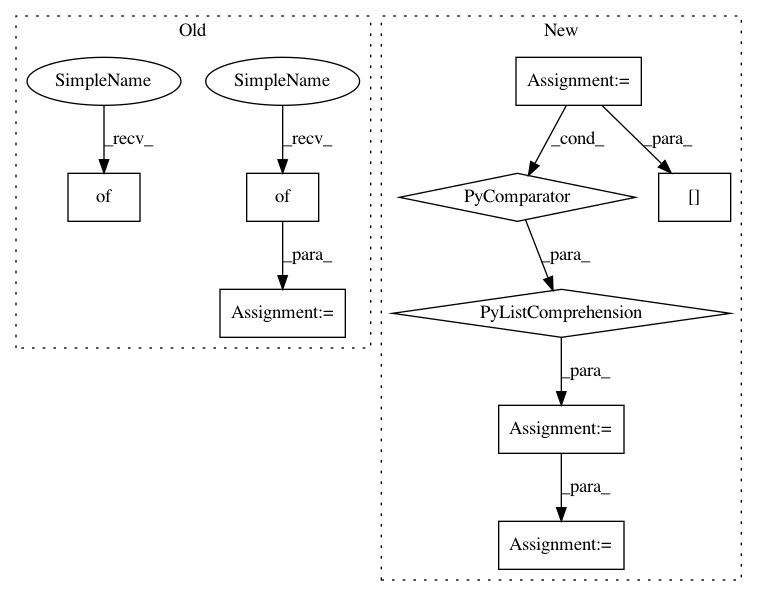 Old
New
SimpleName
SimpleName
Assignment:=
_recv_
_recv_
_cond_
_para_
of
of
PyComparator
[]
_para_
_para_
Assignment:=
PyListComprehension
_para_
Assignment:=
_para_
Assignment:=